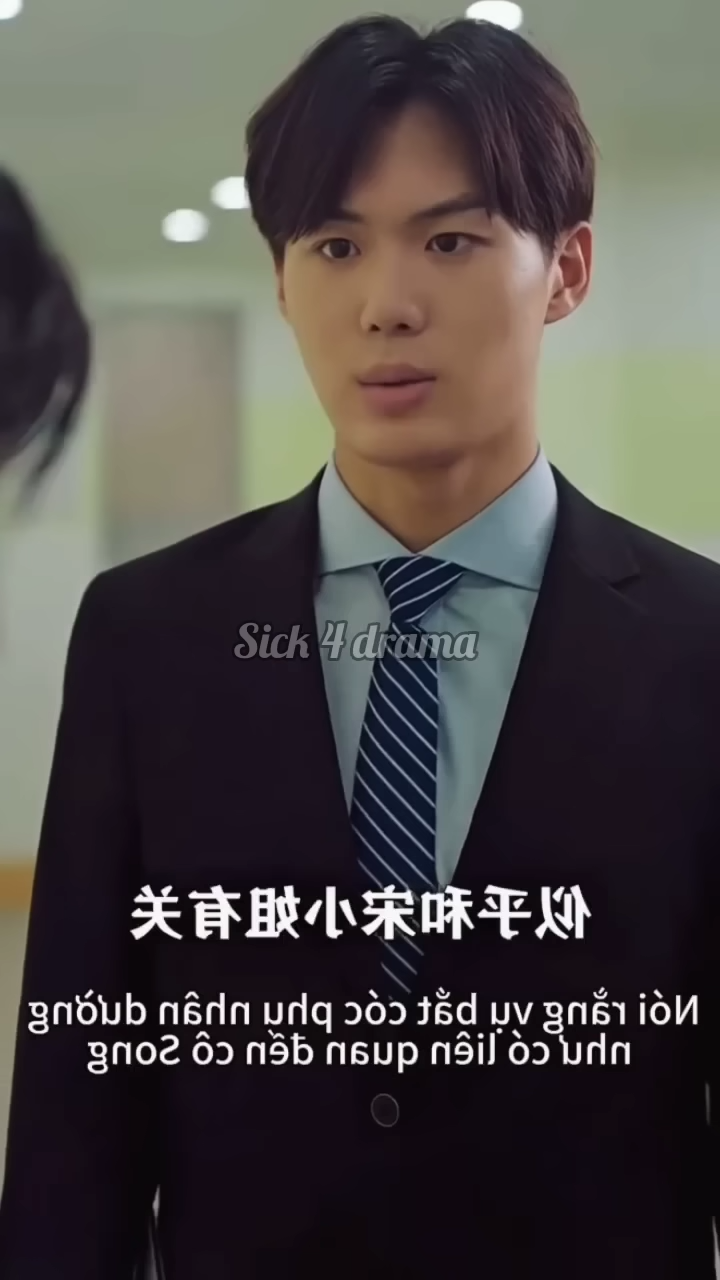 Sick 4 drama
似乎和宋小姐有关
Nói rằng vụ bắt cóc phu nhân dường
như có liên quan đến cô Song